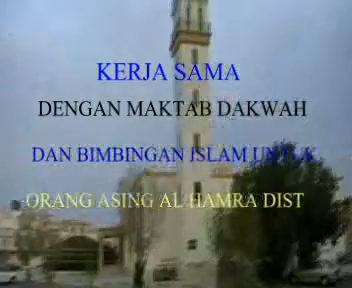 KERJA SAMA
DENGAN MAKTAB DAKWAH
DAN BIMBINGAN ISLAM UNTUK
ORANG ASING AL HAMRA DIST